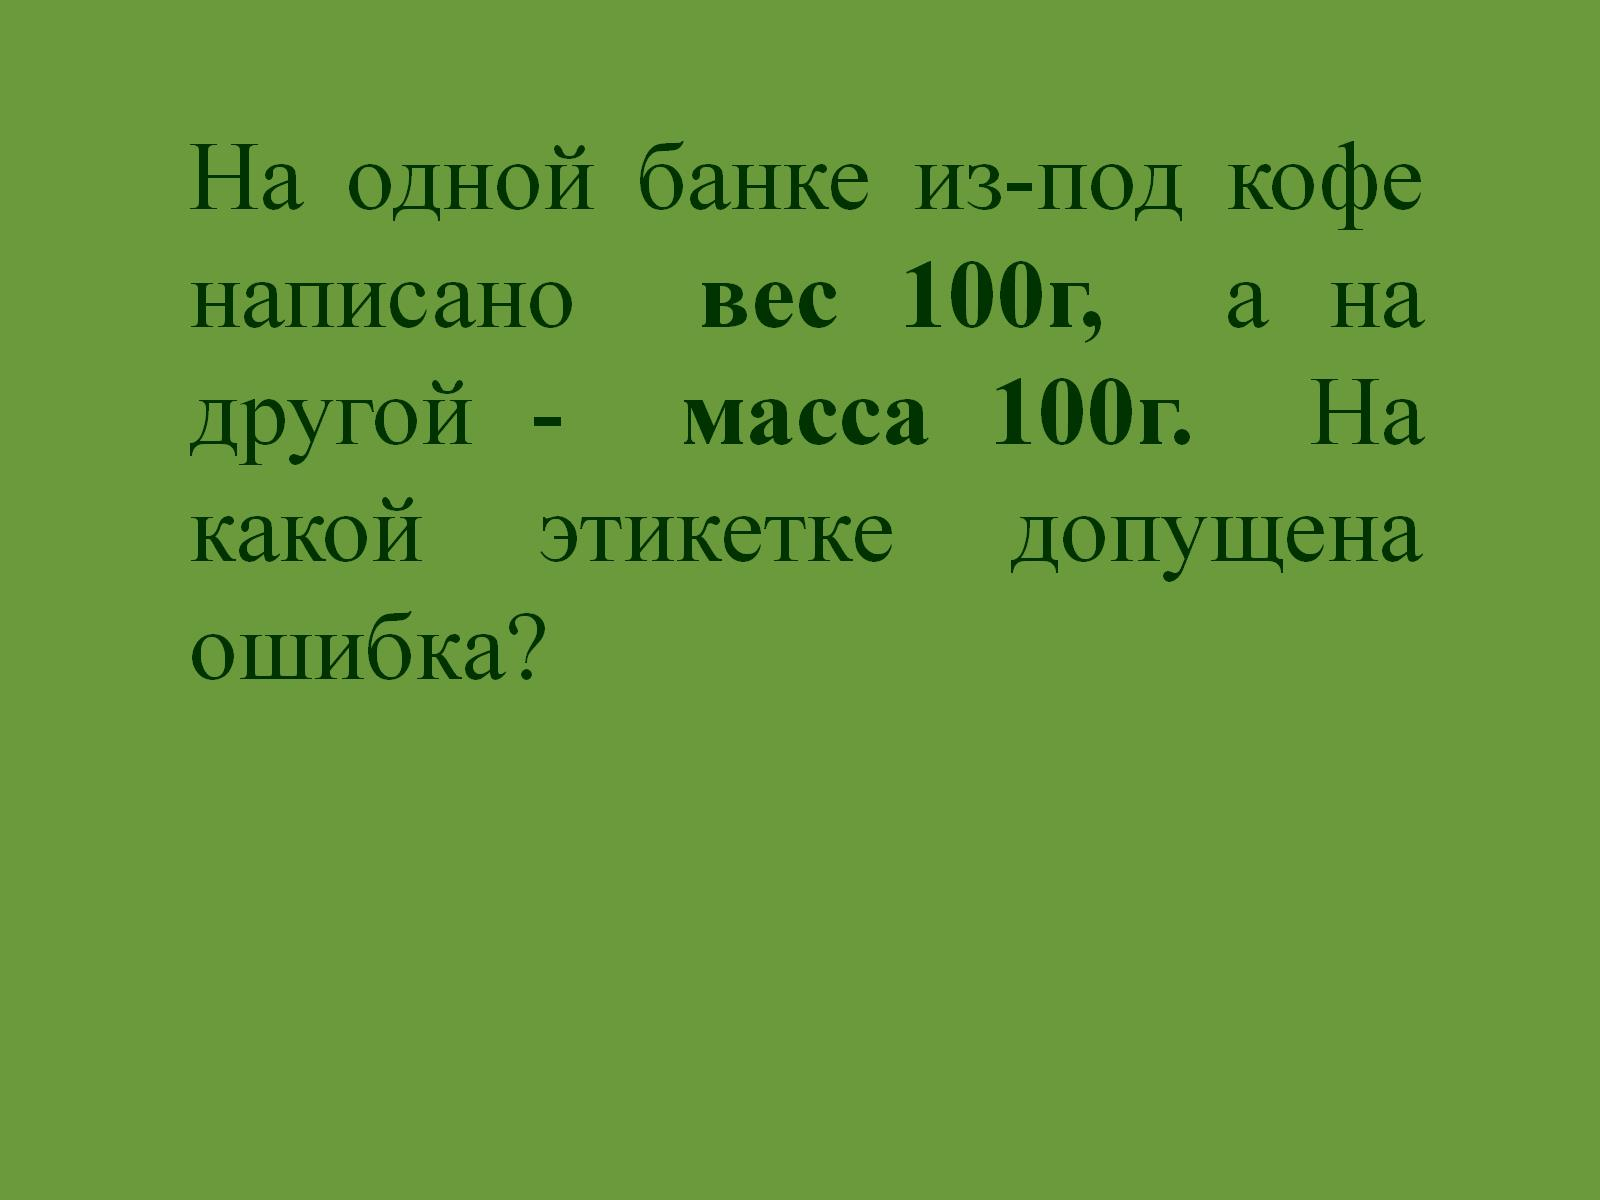 На одной банке из-под кофе
написано вес 100г, а на
другой - масса 100г. На
какой этикетке допущена
ошибка?